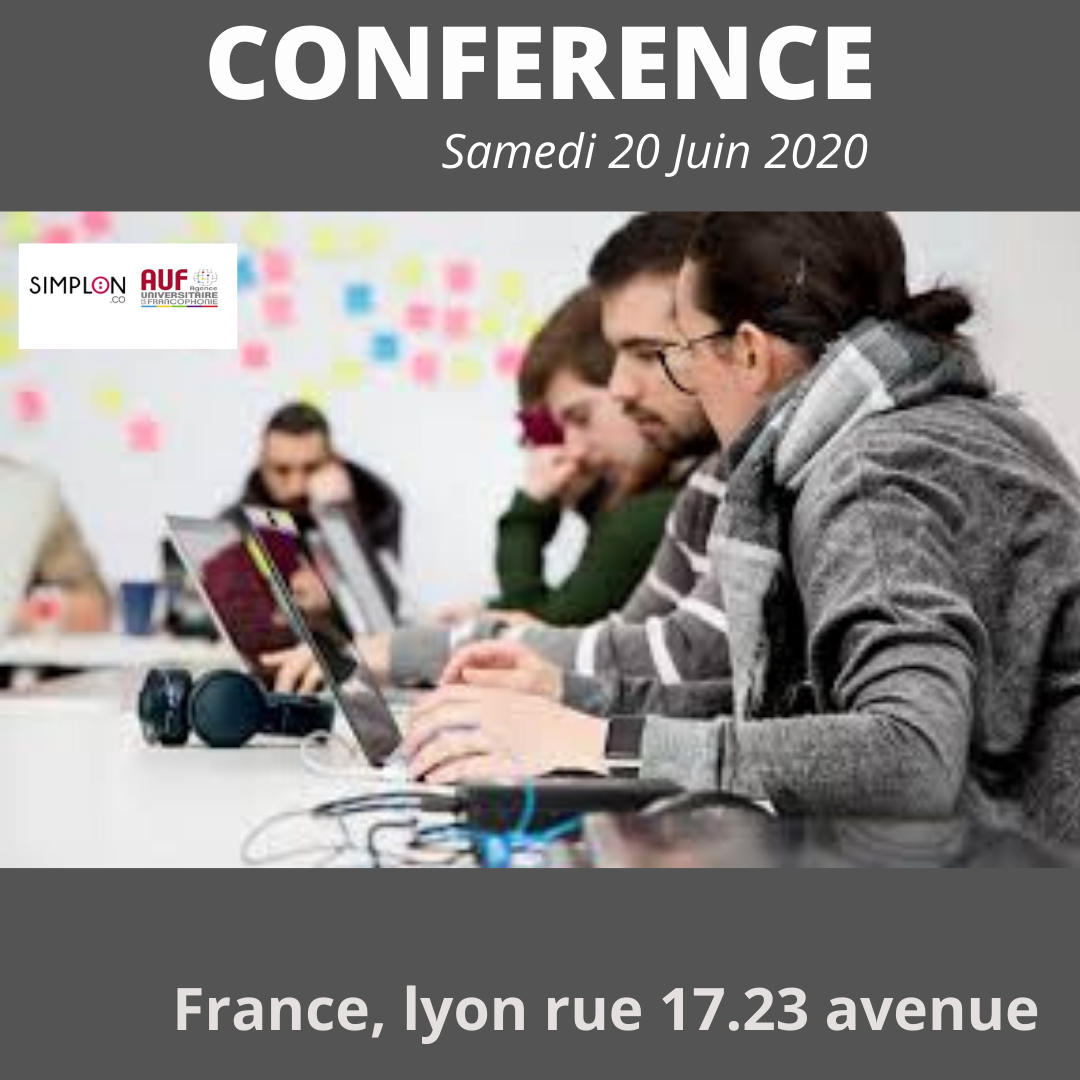 CONFERENCE
Samedi 20 Juin 2020
SIMPLON
.CO
AUF
Agence
UNIVERSITAIRE
DE LA FRANCOPHONIE
France, lyon rue 17.23 avenue